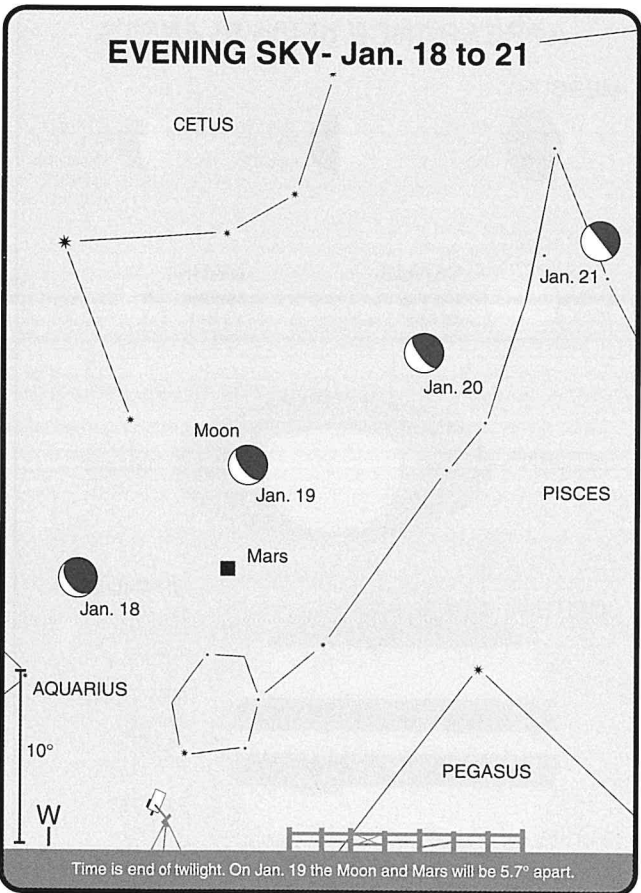 EVENING SKY- Jan. 18 to 21
CETUS
Jan. 21
Jan. 20
Moon
Jan. 19
PISCES
Mars
Jan. 18
AQUARIUS
10°
PEGASUS
W
Time is end of twilight. On Jan. 19 the Moon and Mars will be 5.7° apart.